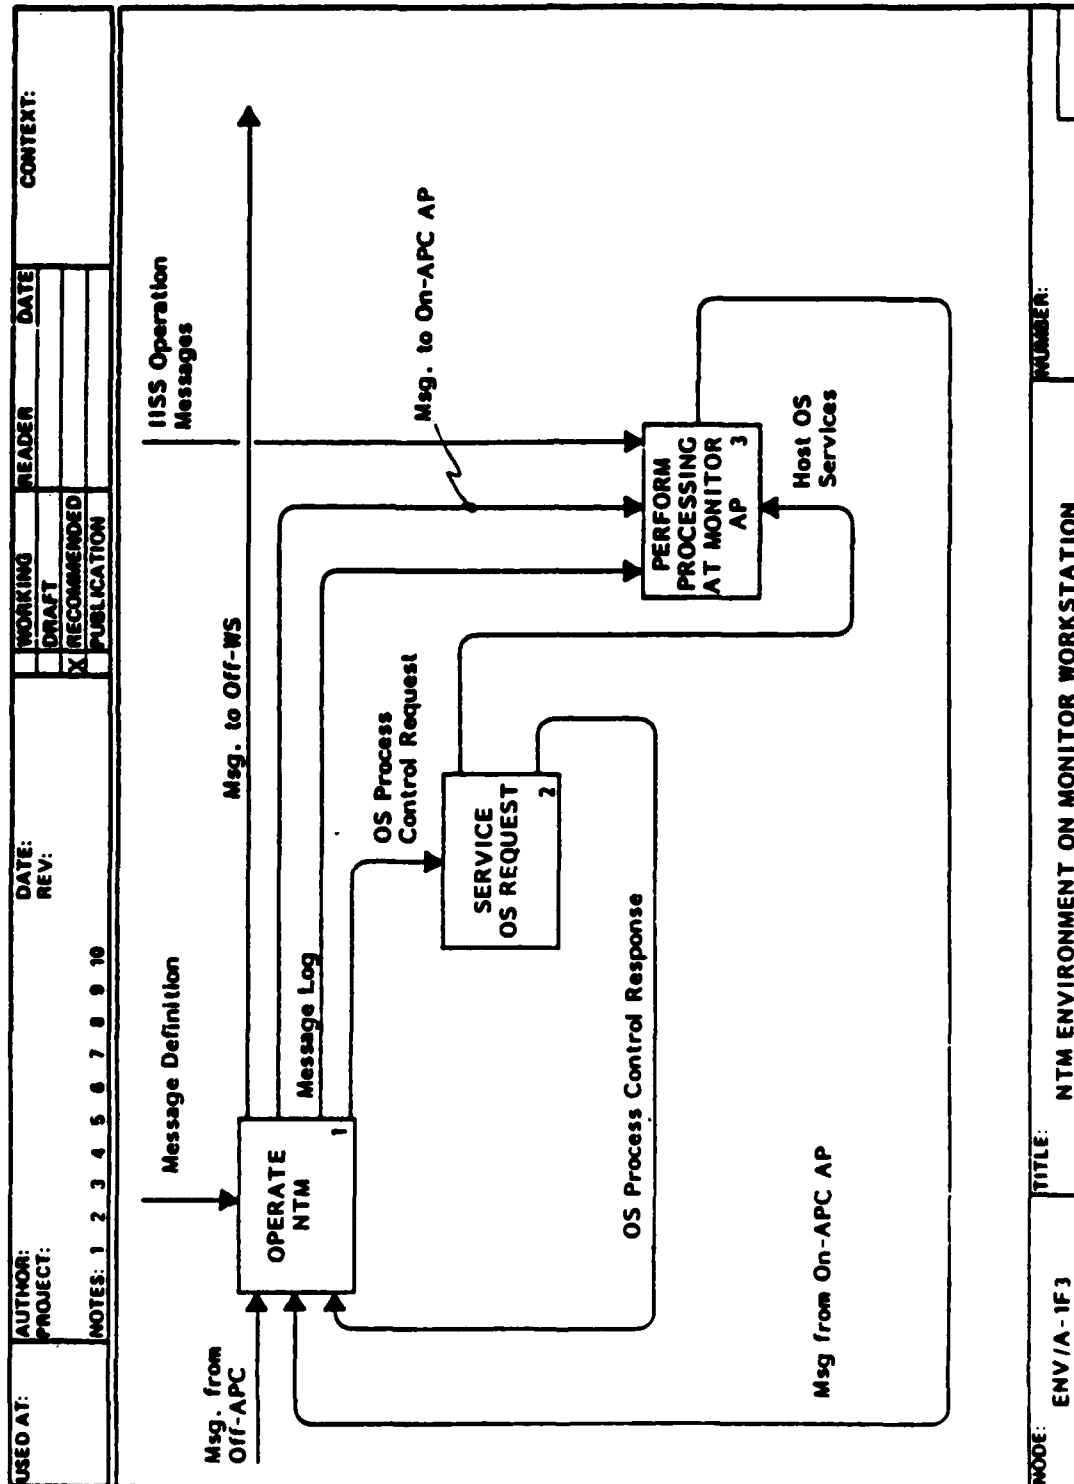 USED AT:
AUTHOR:
PROJECT:
NOTES: 1 2 3 4 5 6 7 8 9 10
DATE:
REV:
WORKING
DRAFT
X RECOMMENDED
PUBLICATION
READER DATE
CONTEXT:
Msg. from
Off-APC
Message Definition
OPERATE
NTM
1
Msg. to Off-WS
Message Log
OS Process
Control Request
SERVICE
OS REQUEST
2
IISS Operation
Messages
Msg. to On-APC AP
PERFORM
PROCESSING
AT MONITOR
AP 3
Host OS
Services
OS Process Control Response
Msg from On-APC AP
NODE:
ENV/A-1F3
TITLE:
NTM ENVIRONMENT ON MONITOR WORKSTATION
NUMBER: